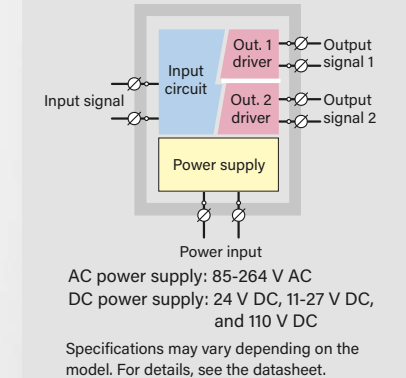 Out. 1
driver
Output
signal 1
Input
circuit
Input signal
Out. 2
driver
Output
signal 2
Power supply
Power input
AC power supply: 85-264 V AC
DC power supply: 24 V DC, 11-27 V DC,
and 110 V DC
Specifications may vary depending on the
model. For details, see the datasheet.